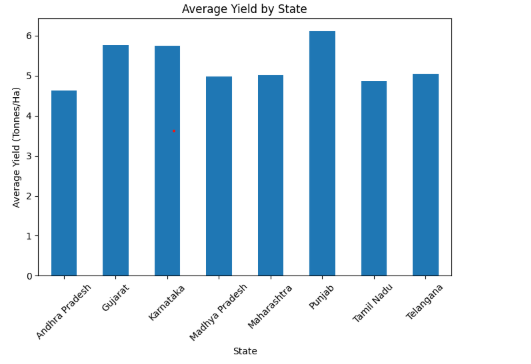 Average Yield by State
Average Yield (Tonnes/Ha)
6
5
4
3
2
1
0
Andhra Pradesh
Gujarat
Karnataka
Madhya Pradesh
Maharashtra
Punjab
Tamil Nadu
Telangana
State